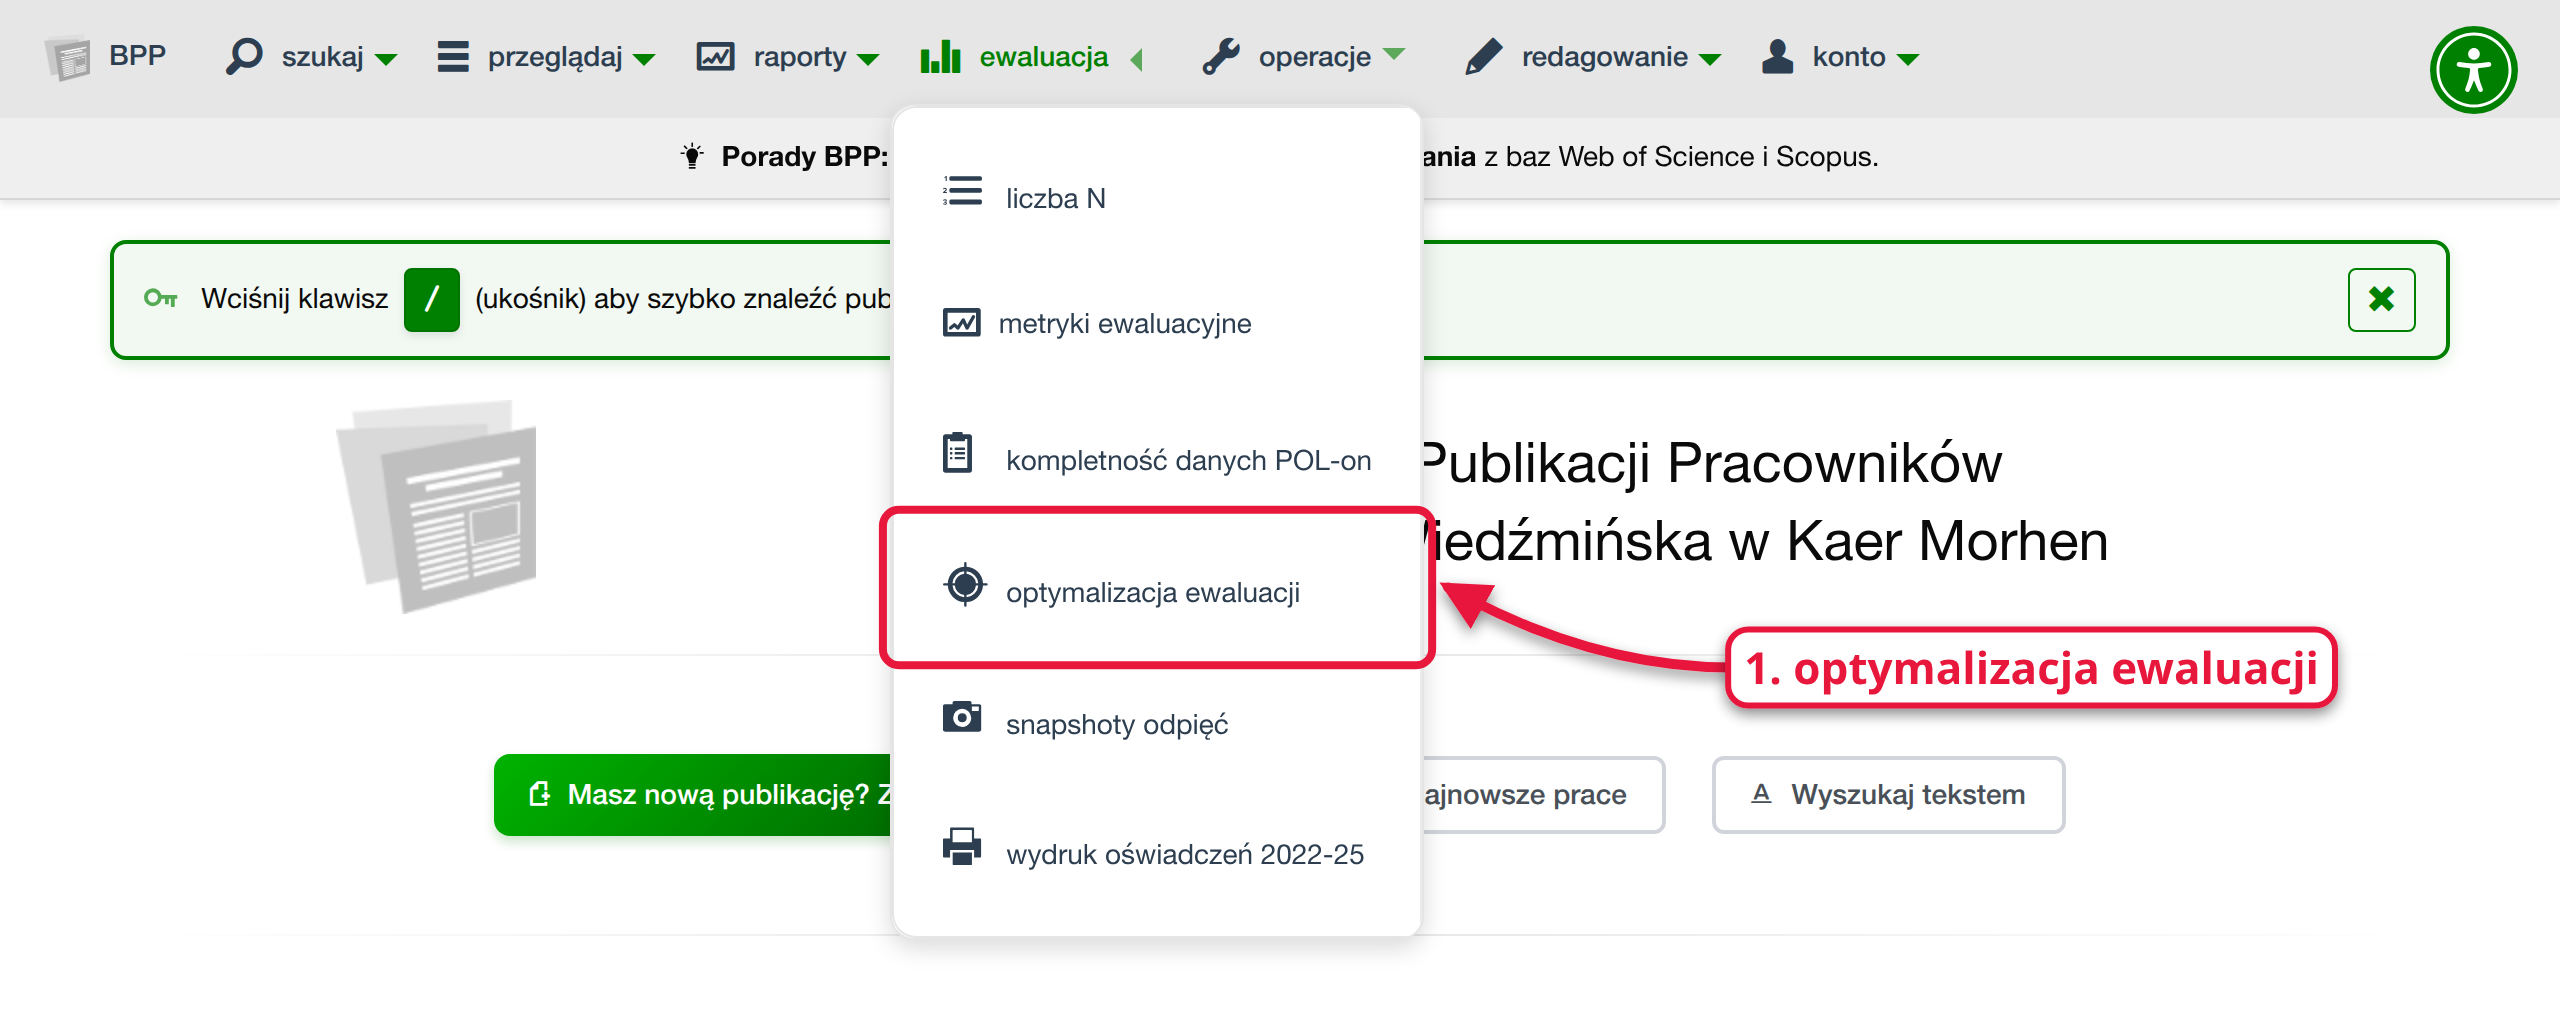 BPP szukaj przeglądaj raporty ewaluacja operacje redagowanie konto
Porady BPP: ania z baz Web of Science i Scopus.
Wciśnij klawisz / (ukośnik) aby szybko znaleźć pub
liczba N
metryki ewaluacyjne
kompletność danych POL-on
optymalizacja ewaluacji
snapshoty odpięć
wydruk oświadczeń 2022-25
Publikacji Pracowników
iedźmińska w Kaer Morhen
1. optymalizacja ewaluacji
Masz nową publikację? Z
ajnowsze prace
Wyszukaj tekstem